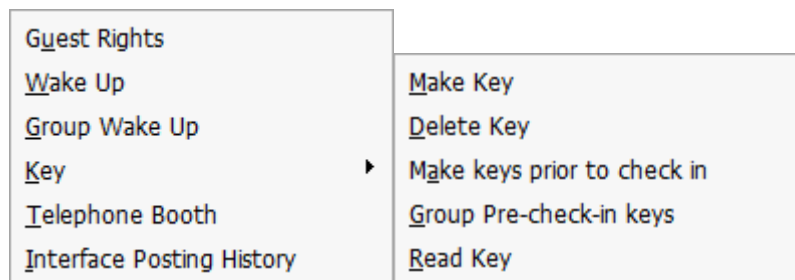 Guest Rights
Wake Up
Group Wake Up
Key
Telephone Booth
Interface Posting History
Make Key
Delete Key
Make keys prior to check in
Group Pre-check-in keys
Read Key